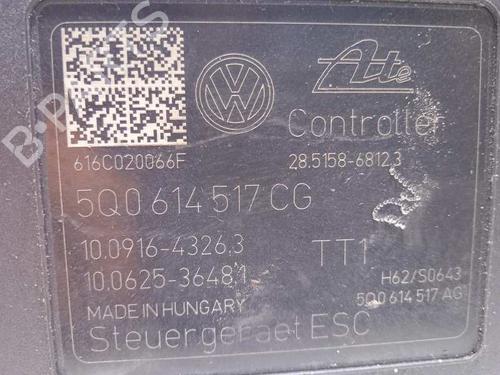 Ate
Controller
616C020066F
28.5158-6812.3
5Q0 614 517 CG
10.0916-4326.3
TT1
10.0625-3648.1
H62/S0643
MADE IN HUNGARY
5Q0 614 517 AG
Steuergeraet ESC